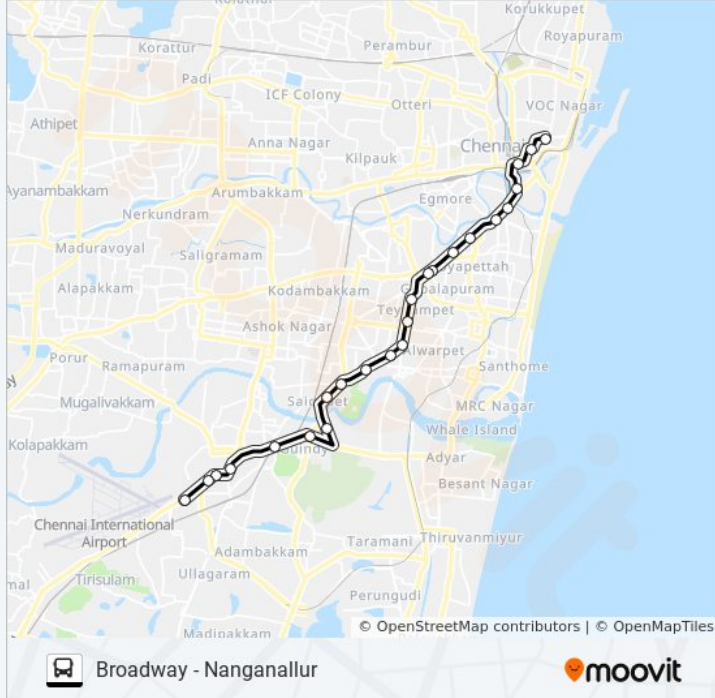 Kolathur
Korukkupet
Royapuram
Korattur
Perambur
Padi
ICF Colony
Otteri
VOC Nagar
Athipet
Anna Nagar
Chennai
Kilpauk
Ayanambakkam
Arumbakkam
Egmore
Nerkundram
Maduravoyal
Saligramam
Royapettah
Alapakkam
Kodambakkam
Gopalapuram
Teynampet
Ashok Nagar
Porur
Ramapuram
Alwarpet
Santhome
Mugalivakkam
Saidapet
MRC Nagar
Whale Island
Kolapakkam
Guindy
Adyar
Besant Nagar
Chennai International
Airport
Adambakkam
Taramani
Thiruvanmiyur
Tirisulam
Ullagaram
Perungudi
Madipakkam
© OpenStreetMap contributors | © OpenMapTiles
Broadway - Nanganallur
moovit